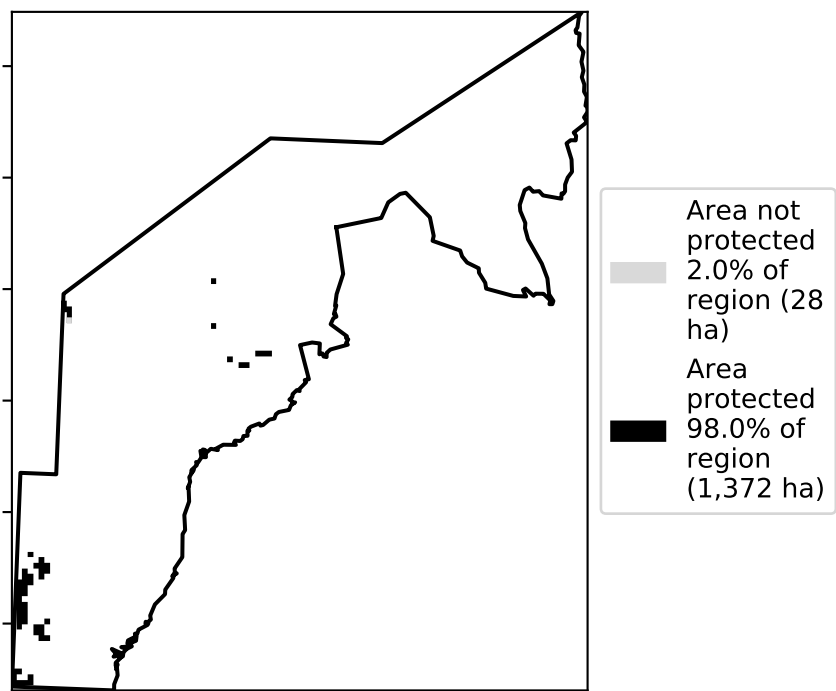 Area not
protected
2.0% of
region (28
ha)
Area
protected
98.0% of
region
(1,372 ha)